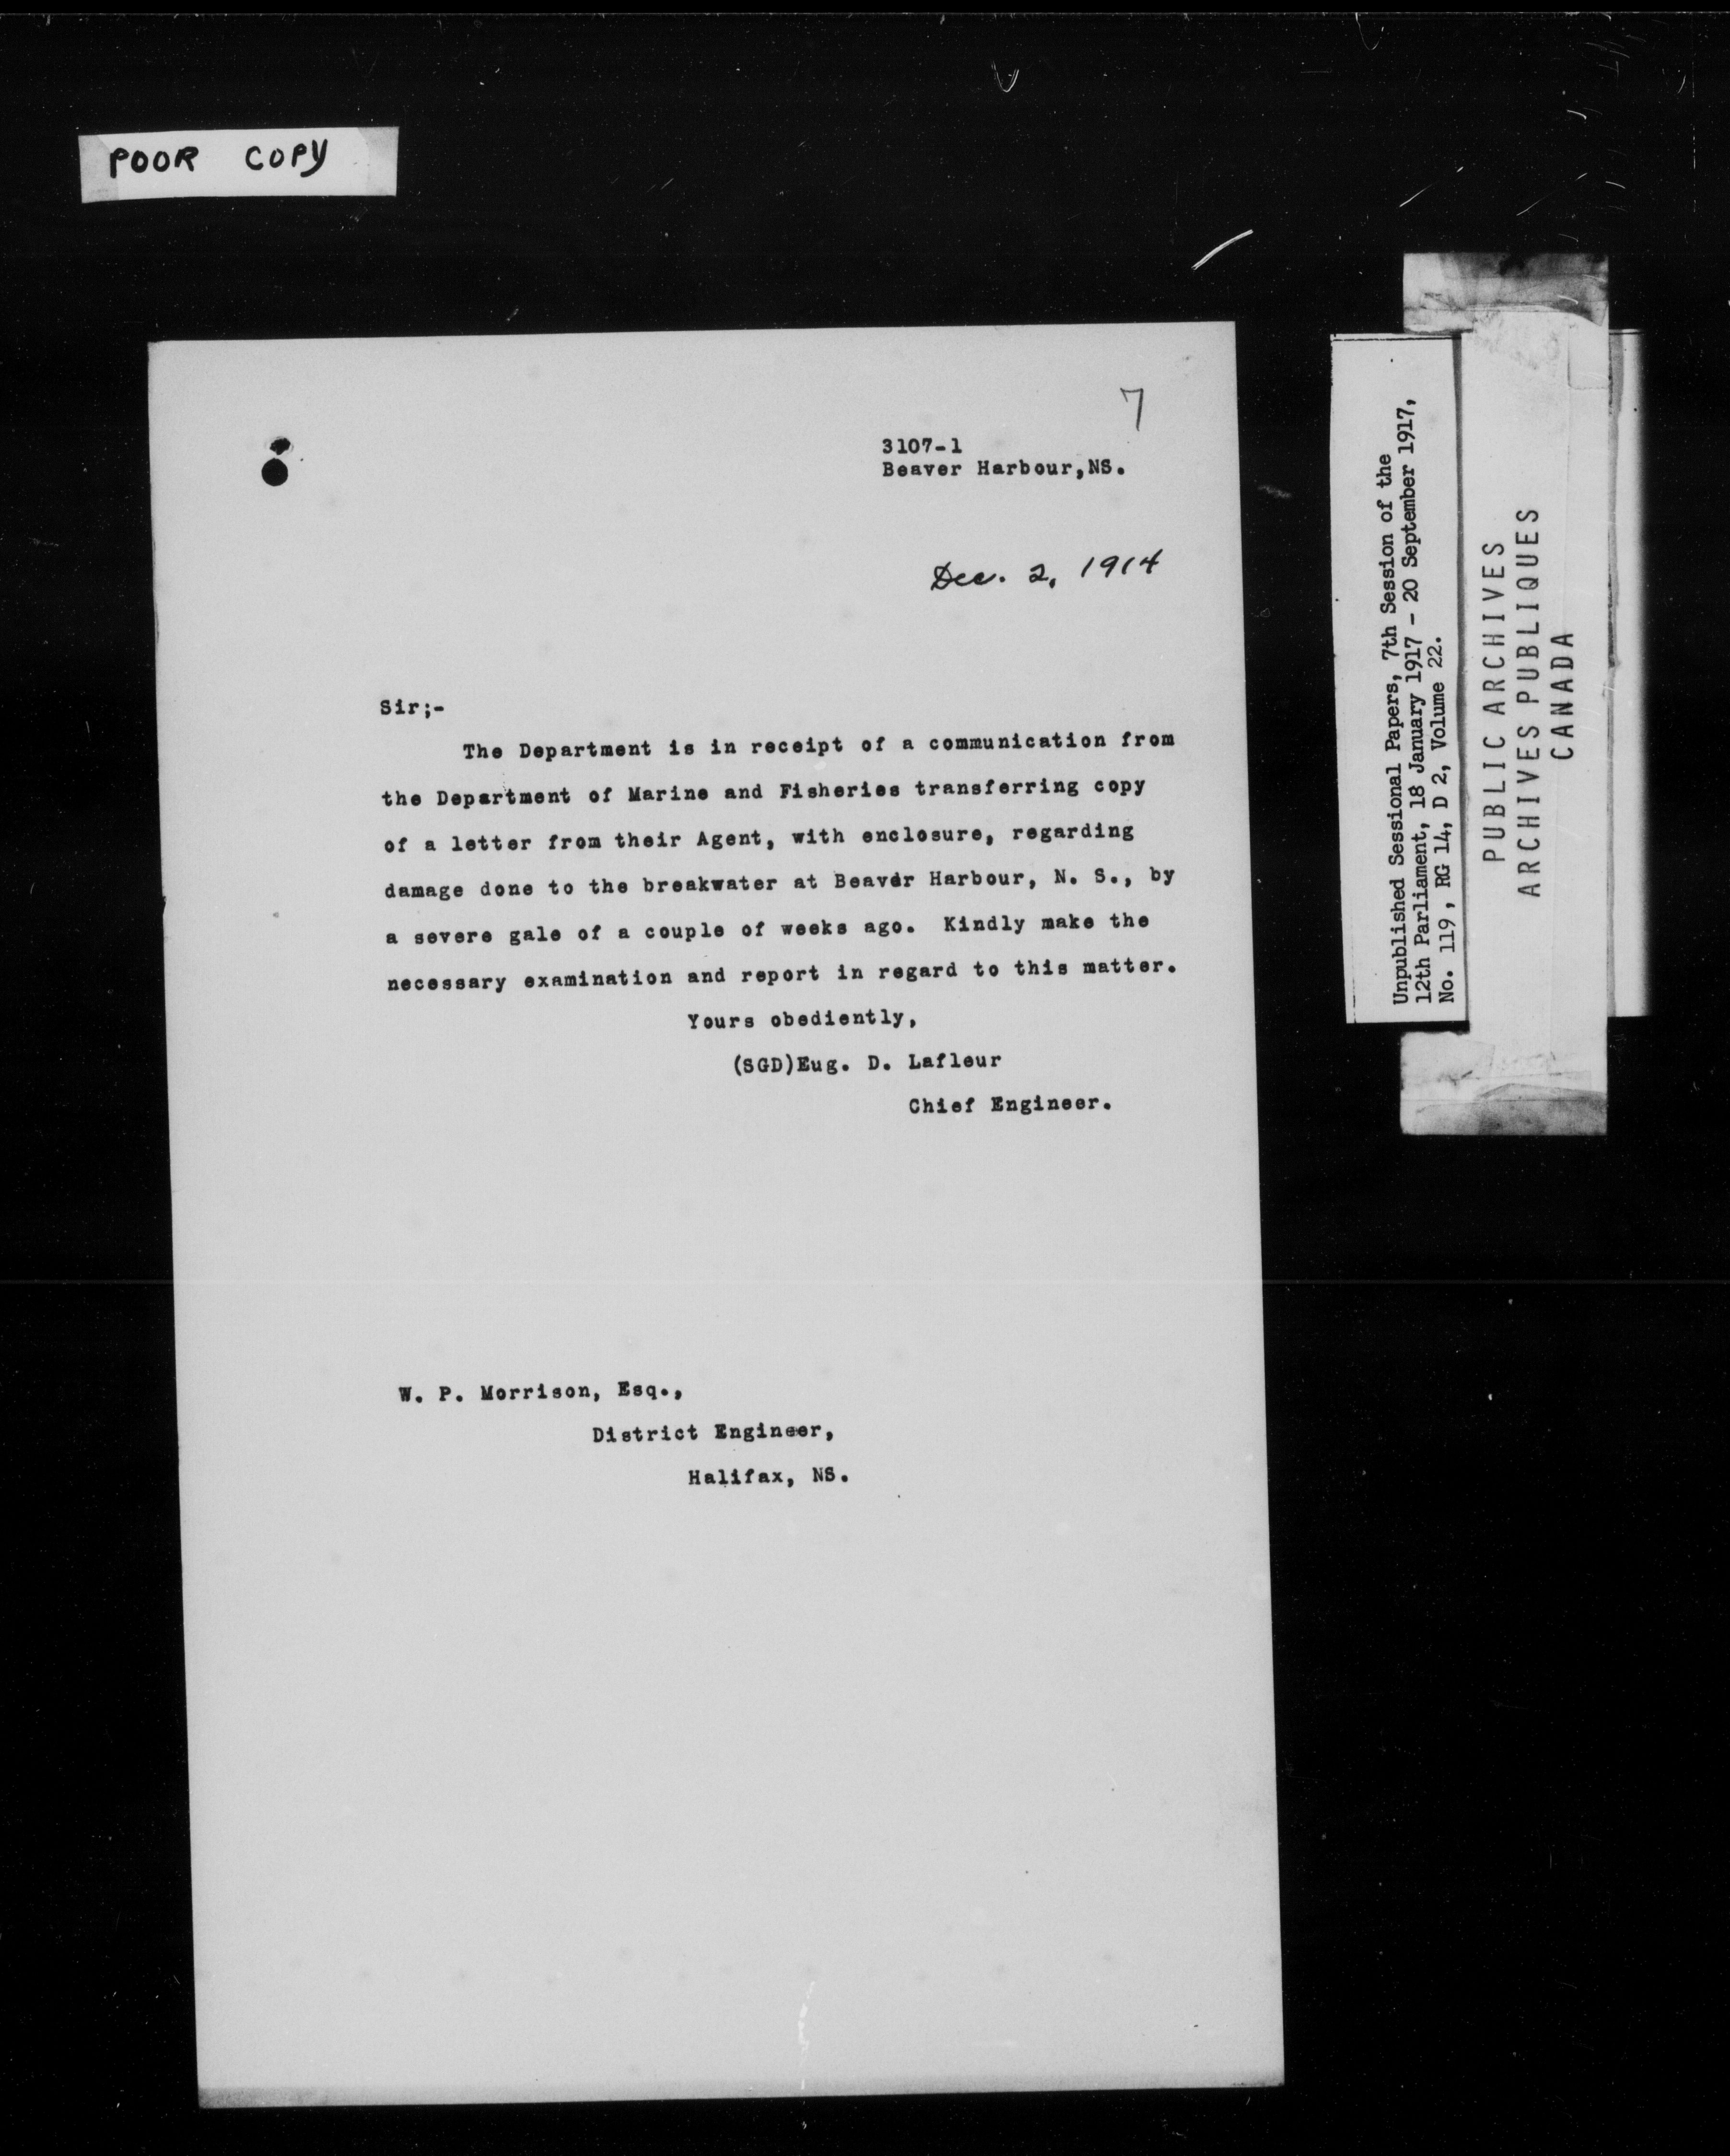 POOR COPY
7
3107-1
Beaver Harbour,NS.
Dec. 2, 1914
Sir;-
The Department is in receipt of a communication from
the Department of Marine and Fisheries transferring copy
of a letter from their Agent, with enclosure, regarding
damage done to the breakwater at Beaver Harbour, N. S., by
a severe gale of a couple of weeks ago. Kindly make the
necessary examination and report in regard to this matter.
Yours obediently,
(SGD)Eug. D. Lafleur
Chief Engineer.
W. P. Morrison, Esq.,
District Engineer,
Halifax, NS.
Unpublished Sessional Papers, 7th Session of the
12th Parliament, 18 January 1917 - 20 September 1917,
No. 119, RG 14, D 2, Volume 22.
PUBLIC ARCHIVES
ARCHIVES PUBLIQUES
CANADA